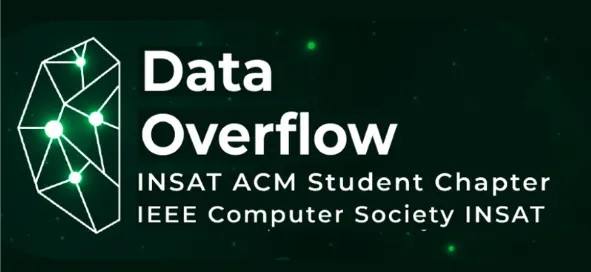 Data
Overflow
INSAT ACM Student Chapter
IEEE Computer Society INSAT